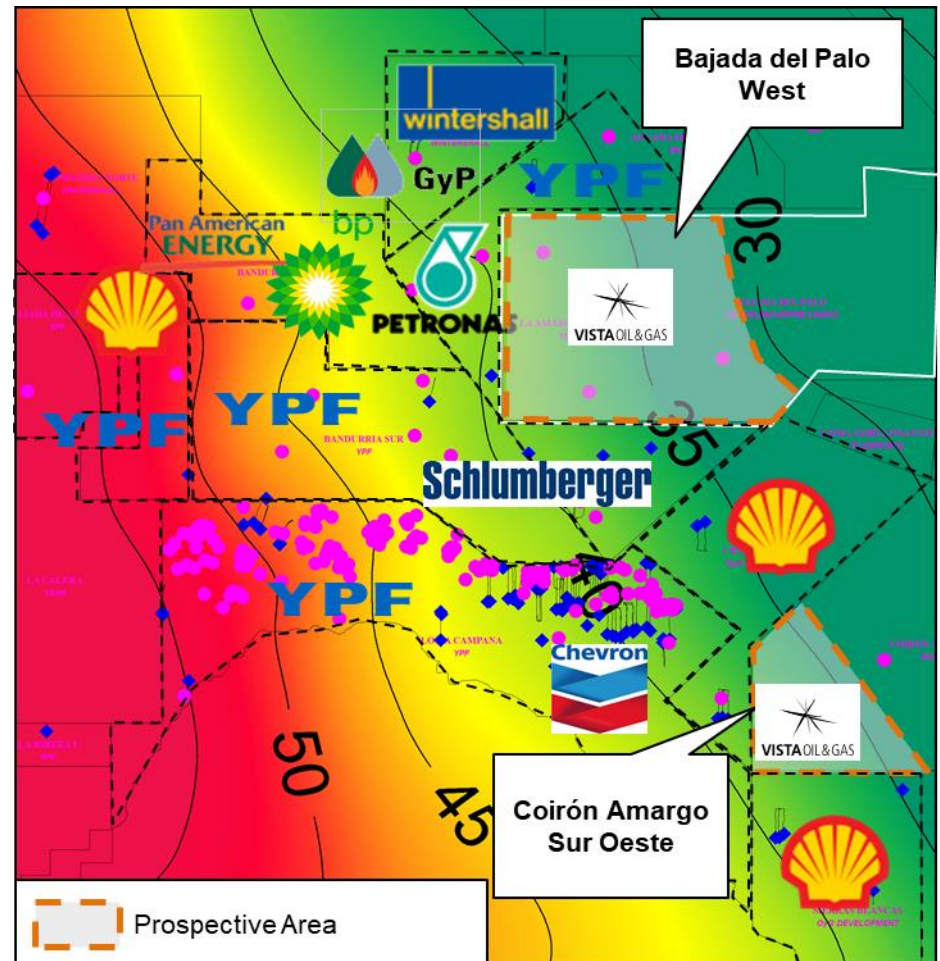 Bajada del Palo
West
wintershall
GyP
YPF
bp
Pan American
ENERGY
30
PETRONAS
VISTA OIL & GAS
YPF
YPF
BANDURRIA SUR
YPF
35
Schlumberger
LA CALERA
YPF
40
LOMA CAMPANA
YPF
Chevron
VISTA OIL & GAS
50
45
Coirón Amargo
Sur Oeste
OyG DEVELOPMENT
Prospective Area